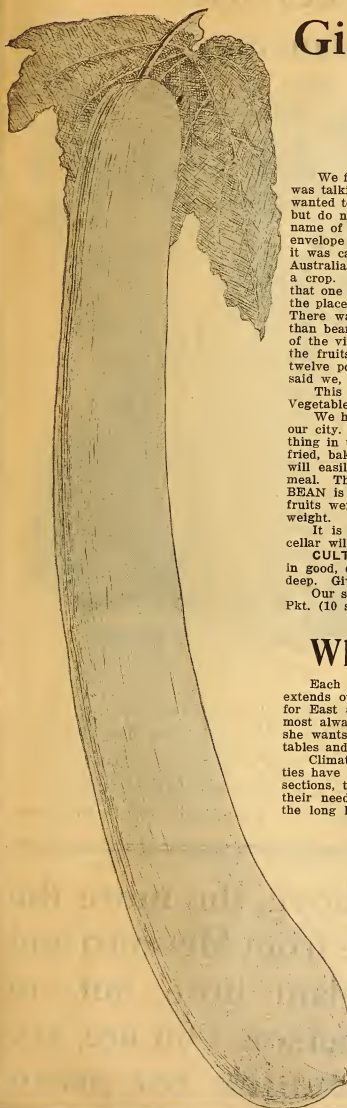 Gi
We f
was talki
wanted to
but do n
name of
envelope
it was ca
Australia
a crop.
that one
the place
There wa
than bear
of the vi
the fruits
twelve po
said we,
This
Vegetable
We h
our city.
thing in
fried, bak
will easil
meal. Th
BEAN is
fruits wei
weight.
It is
cellar wil
CULT
in good,
deep. Gi
Our s
Pkt. (10 s
Wh
Each
extends o
for East
most alwa
she wants
tables and
Climat
ties have
sections, t
their need
the long l